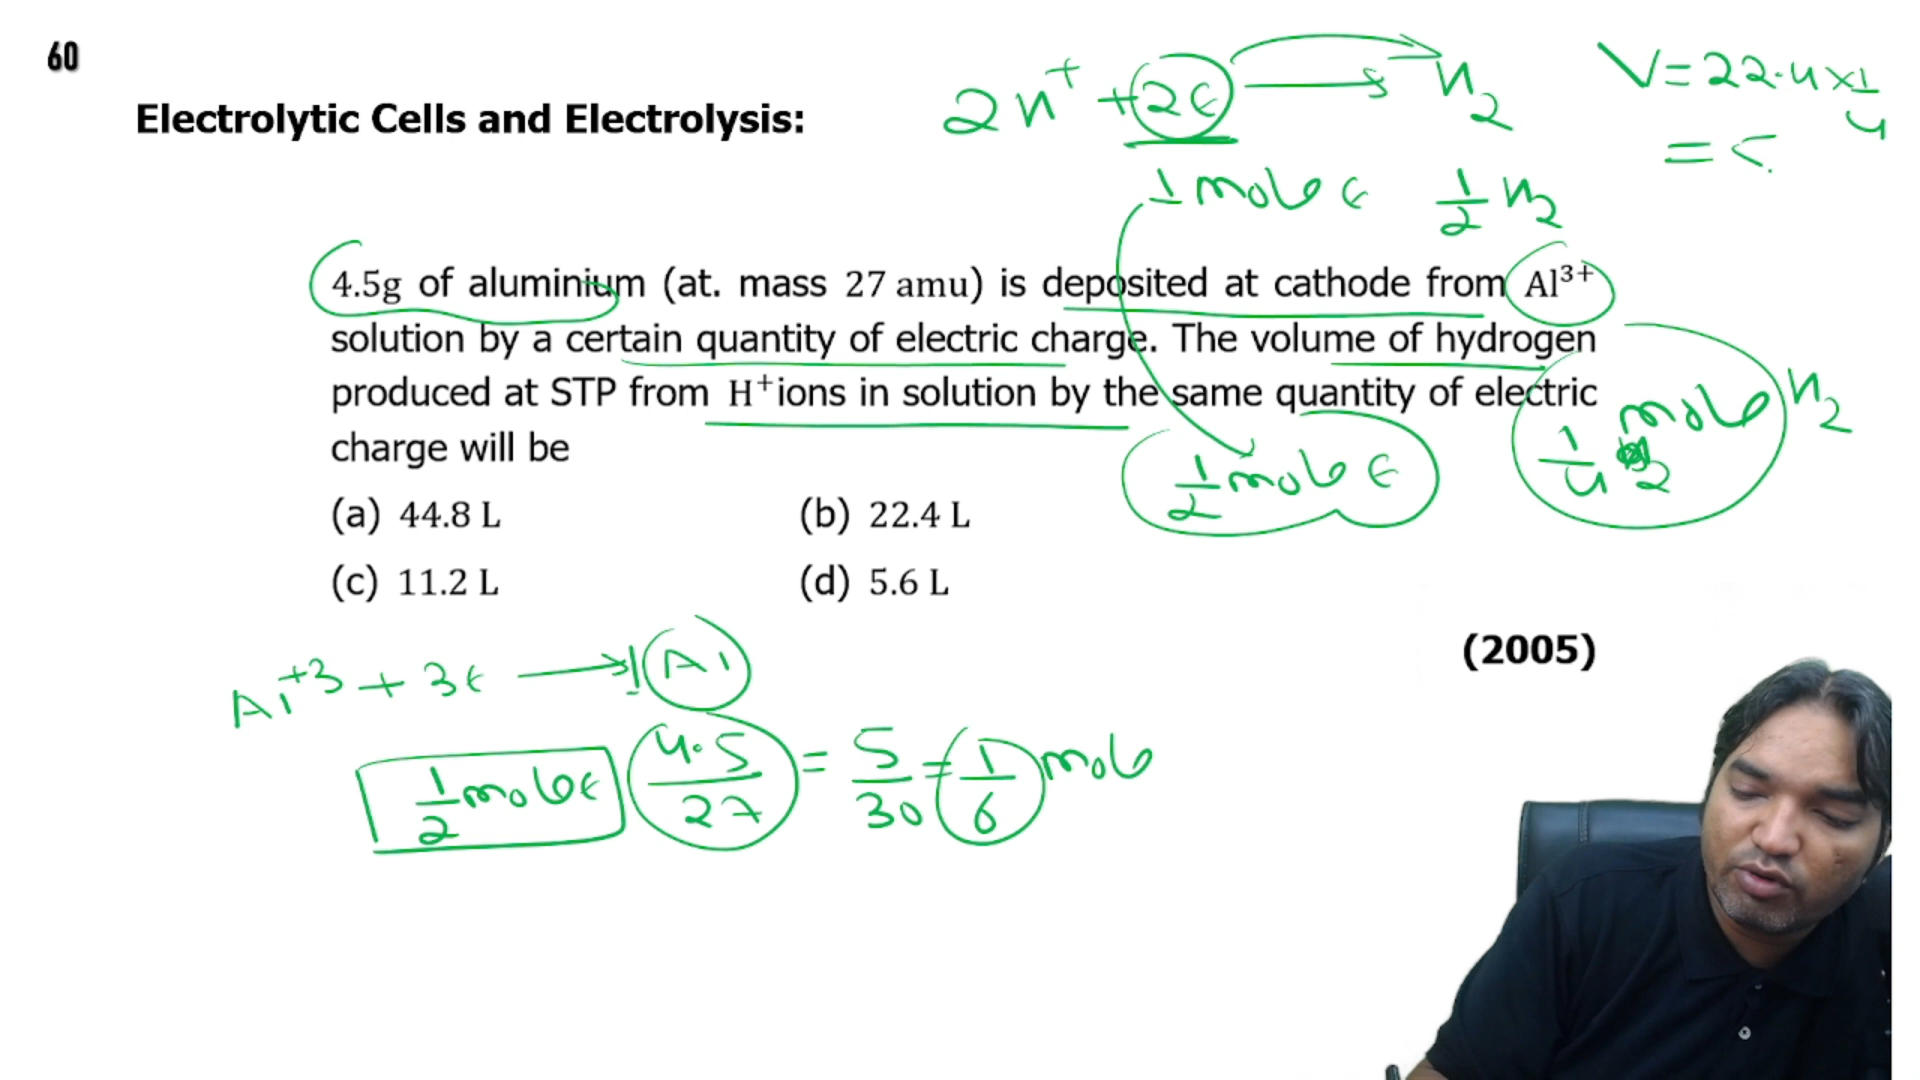 60
Electrolytic Cells and Electrolysis:
2H⁺ + 2e → H₂
V = 22.4 × 1/4
= 5.
1 mole e 1/2 H₂
4.5g of aluminium (at. mass 27 amu) is deposited at cathode from Al³⁺
solution by a certain quantity of electric charge. The volume of hydrogen
produced at STP from H⁺ions in solution by the same quantity of electric
charge will be
1/2 mole e
1/4 mole H₂
(a) 44.8 L (b) 22.4 L
(c) 11.2 L (d) 5.6 L
(2005)
Al⁺³ + 3e → 1 Al
1/2 mole e 4.5/27 = 5/30 = 1/6 mole